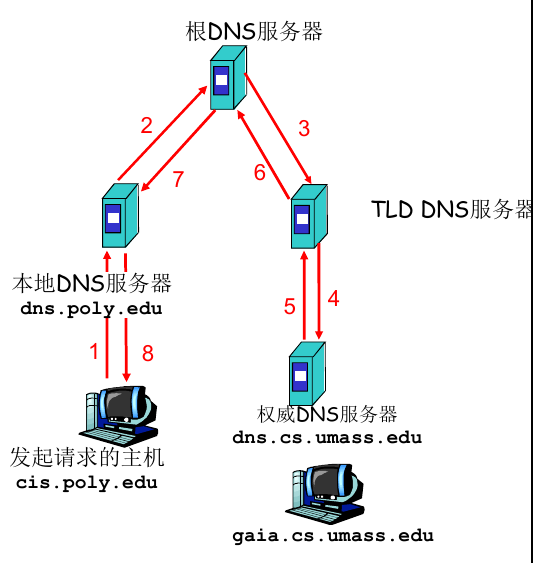 根DNS服务器
2
3
7
6
TLD DNS服务器
本地DNS服务器
dns.poly.edu
5
4
1
8
权威DNS服务器
dns.cs.umass.edu
发起请求的主机
cis.poly.edu
gaia.cs.umass.edu